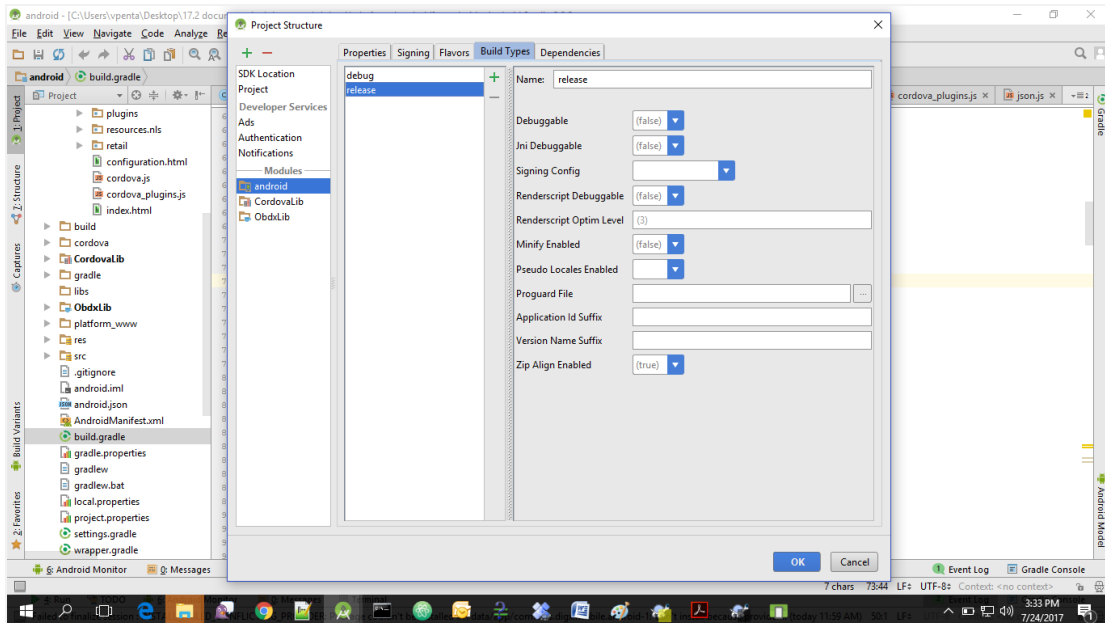 android - [C:\Users\vpenta\Desktop\17.2 docur
File Edit View Navigate Code Analyze Re
android build.gradle
Project
plugins
resources.nls
retail
configuration.html
cordova.js
cordova_plugins.js
index.html
build
cordova
CordovaLib
gradle
libs
ObdxLib
platform_www
res
src
.gitignore
android.iml
android.json
AndroidManifest.xml
build.gradle
gradle.properties
gradlew
gradlew.bat
local.properties
project.properties
settings.gradle
wrapper.gradle
1: Project
7: Structure
Captures
Build Variants
2: Favorites
Project Structure
SDK Location
Project
Developer Services
Ads
Authentication
Notifications
Modules
android
CordovaLib
ObdxLib
Properties Signing Flavors Build Types Dependencies
debug
release
Name: release
Debuggable (false)
Jni Debuggable (false)
Signing Config
Renderscript Debuggable (false)
Renderscript Optim Level (3)
Minify Enabled (false)
Pseudo Locales Enabled
Proguard File ...
Application Id Suffix
Version Name Suffix
Zip Align Enabled (true)
OK Cancel
cordova_plugins.js json.js
Gradle
Android Model
6: Android Monitor 0: Messages
1 Event Log Gradle Console
7 chars 73:44 LF UTF-8 Context: <no context>
3:33 PM
7/24/2017